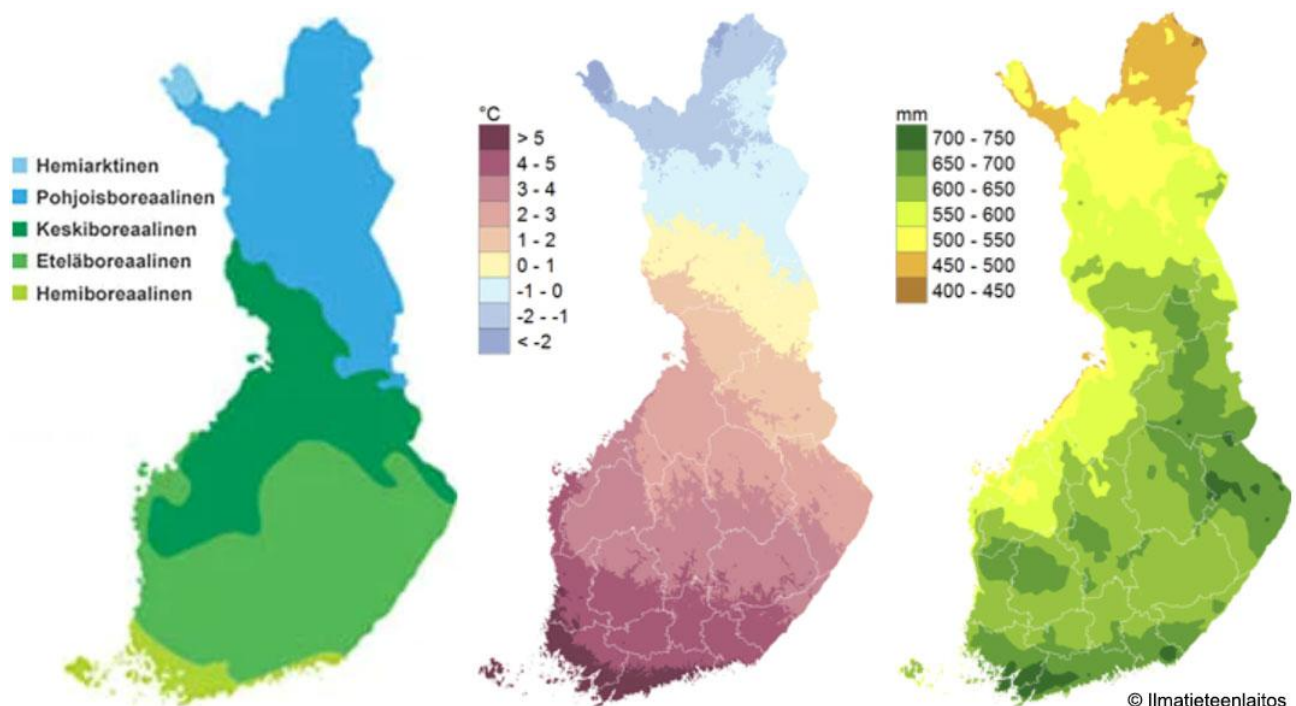 Hemiarktinen
Pohjoisboreaalinen
Keskiboreaalinen
Eteläboreaalinen
Hemiboreaalinen
°C
> 5
4 - 5
3 - 4
2 - 3
1 - 2
0 - 1
-1 - 0
-2 - -1
< -2
mm
700 - 750
650 - 700
600 - 650
550 - 600
500 - 550
450 - 500
400 - 450
© Ilmatieteenlaitos